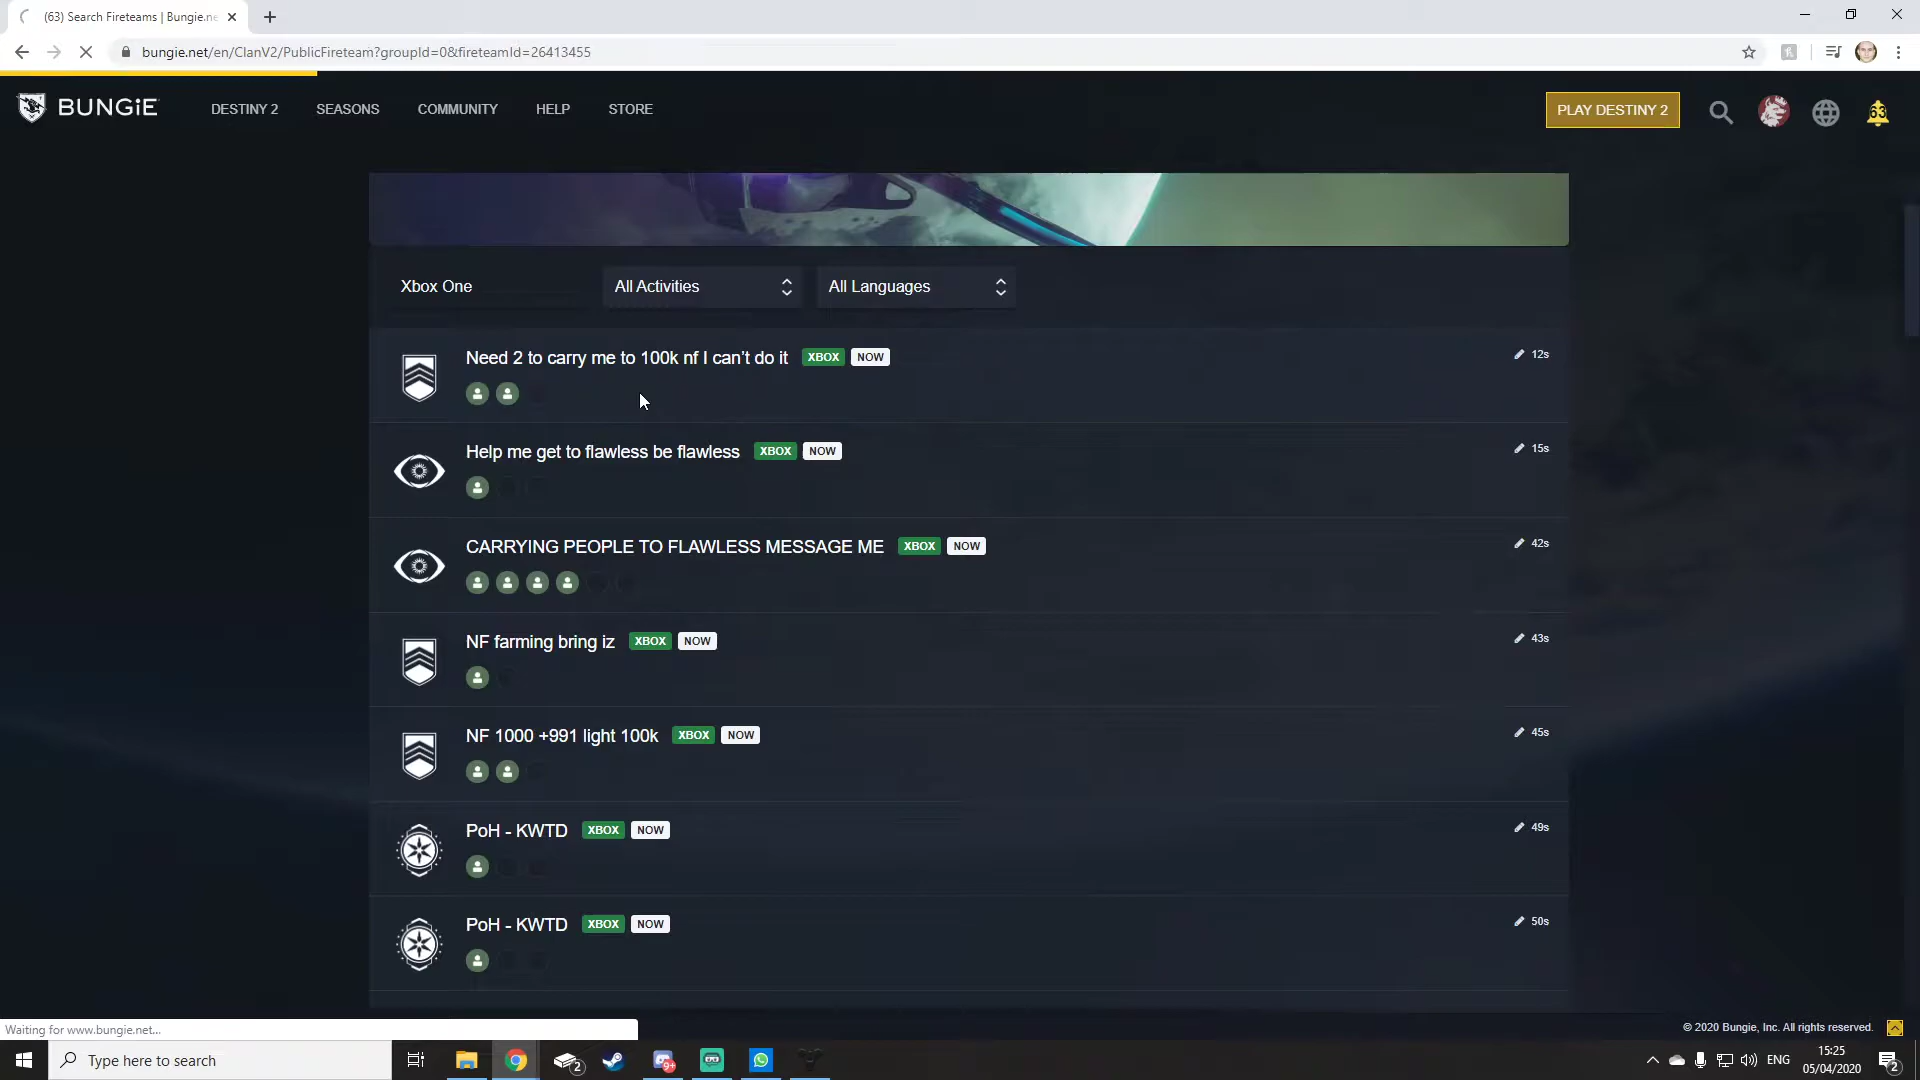 (63) Search Fireteams | Bungie.ne
bungie.net/en/ClanV2/PublicFireteam?groupId=0&fireteamId=26413455
BUNGiE
DESTINY 2
SEASONS
COMMUNITY
HELP
STORE
PLAY DESTINY 2
63
Xbox One
All Activities
All Languages
Need 2 to carry me to 100k nf I can’t do it XBOX NOW
12s
Help me get to flawless be flawless XBOX NOW
15s
CARRYING PEOPLE TO FLAWLESS MESSAGE ME XBOX NOW
42s
NF farming bring iz XBOX NOW
43s
NF 1000 +991 light 100k XBOX NOW
45s
PoH - KWTD XBOX NOW
49s
PoH - KWTD XBOX NOW
50s
Waiting for www.bungie.net...
© 2020 Bungie, Inc. All rights reserved.
Type here to search
2
9+
ENG
15:25
05/04/2020
2